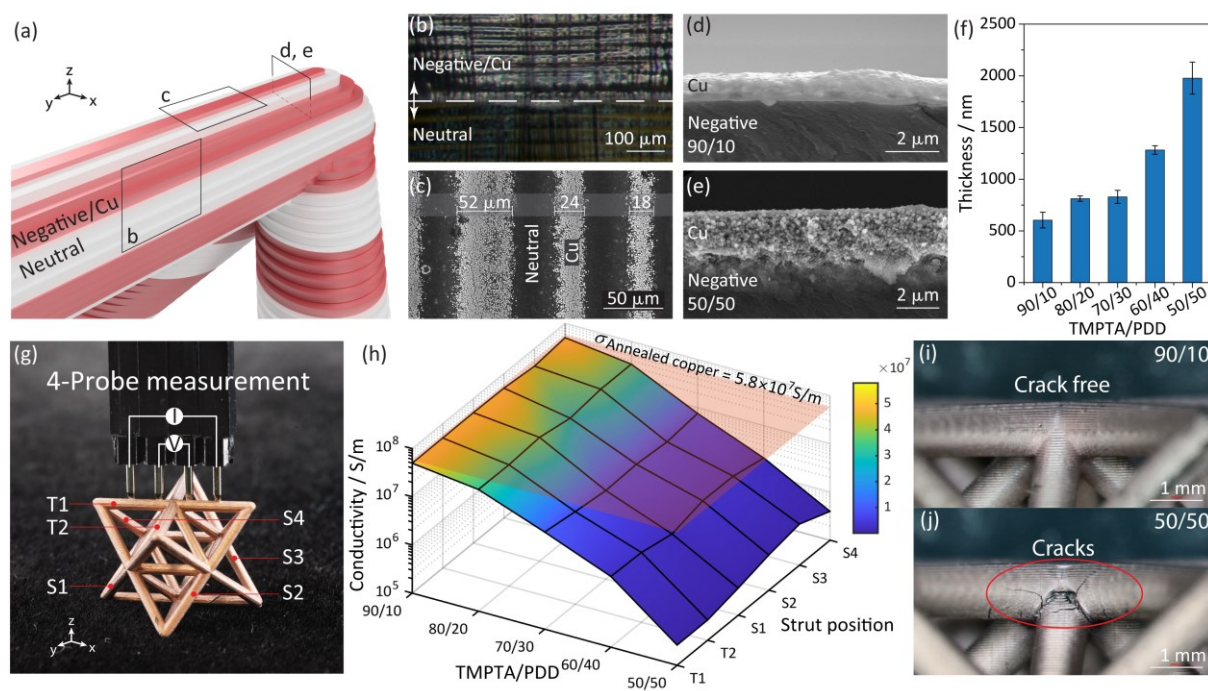 (a)
z
y
x
d, e
c
b
Negative/Cu
Neutral
(b)
Negative/Cu
Neutral
100 μm
(c)
52 μm
24
18
Neutral
Cu
50 μm
(d)
Cu
Negative
90/10
2 μm
(e)
Cu
Negative
50/50
2 μm
(f)
Thickness / nm
2500
2000
1500
1000
500
0
90/10
80/20
70/30
60/40
50/50
TMPTA/PDD
(g)
4-Probe measurement
I
V
T1
T2
S1
S4
S3
S2
z
y
x
(h)
σ Annealed copper = 5.8×10⁷S/m
×10⁷
5
4
3
2
1
Conductivity / S/m
10⁸
10⁷
10⁶
10⁵
90/10
80/20
70/30
60/40
50/50
TMPTA/PDD
T1
T2
S1
S2
S3
S4
Strut position
(i)
90/10
Crack free
1 mm
(j)
50/50
Cracks
1 mm